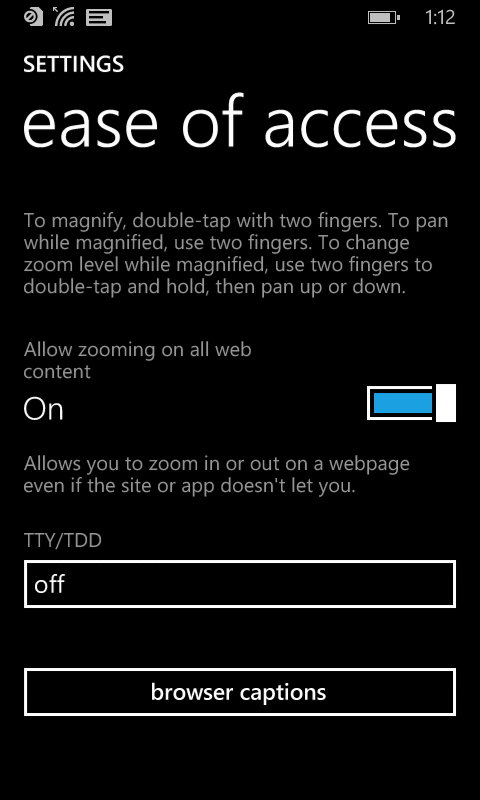 1:12
SETTINGS
ease of access
To magnify, double-tap with two fingers. To pan
while magnified, use two fingers. To change
zoom level while magnified, use two fingers to
double-tap and hold, then pan up or down.
Allow zooming on all web
content
On
Allows you to zoom in or out on a webpage
even if the site or app doesn't let you.
TTY/TDD
off
browser captions